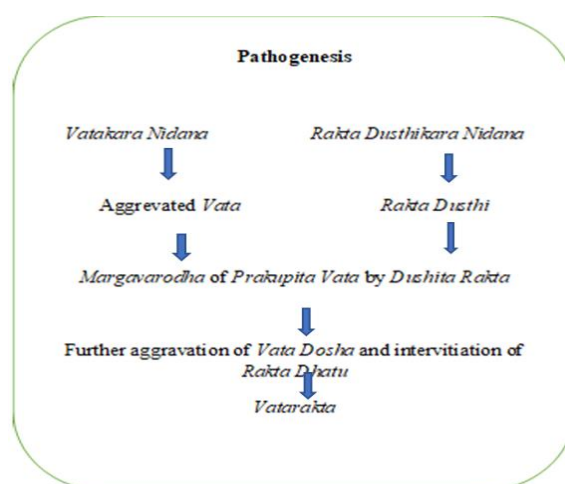 Pathogenesis
Vatakara Nidana Rakta Dusthikara Nidana
Aggrevated Vata Rakta Dusthi
Margavarodha of Prakupita Vata by Dushita Rakta
Further aggravation of Vata Dosha and intervitiation of
Rakta Dhatu
Vatarakta